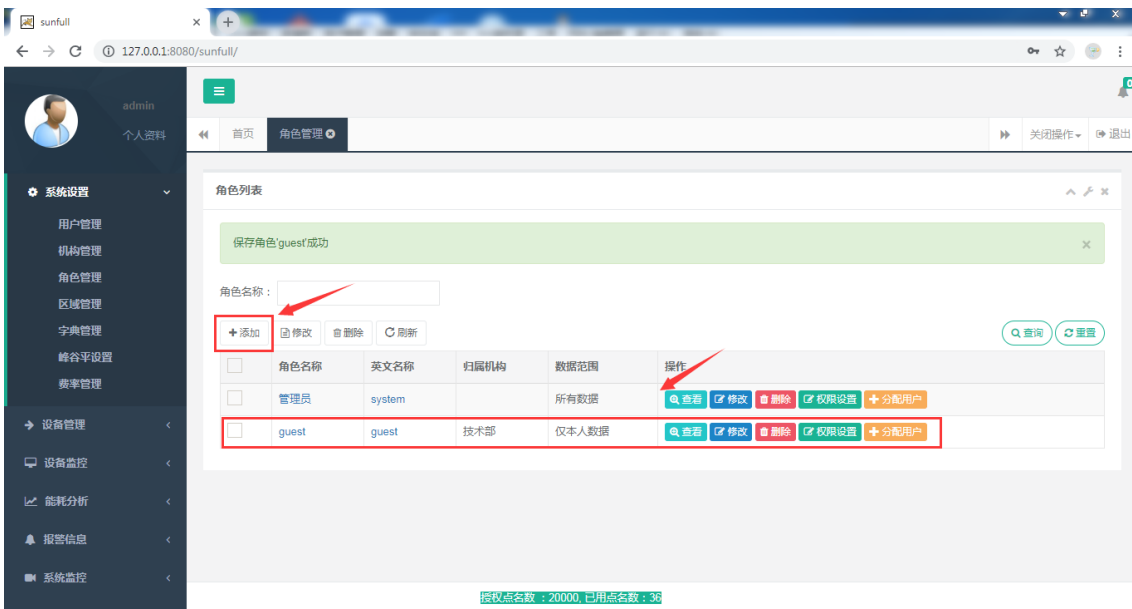 sunfull
127.0.0.1:8080/sunfull/
admin
个人资料
0
首页 角色管理 关闭操作 退出
系统设置
用户管理
机构管理
角色管理
区域管理
字典管理
峰谷平设置
费率管理
设备管理
设备监控
能耗分析
报警信息
系统监控
角色列表
保存角色'guest'成功
角色名称：
添加 修改 删除 刷新 查询 重置
角色名称 英文名称 归属机构 数据范围 操作
管理员 system 所有数据 查看 修改 删除 权限设置 分配用户
guest guest 技术部 仅本人数据 查看 修改 删除 权限设置 分配用户
授权点名数 : 20000, 已用点名数 : 36